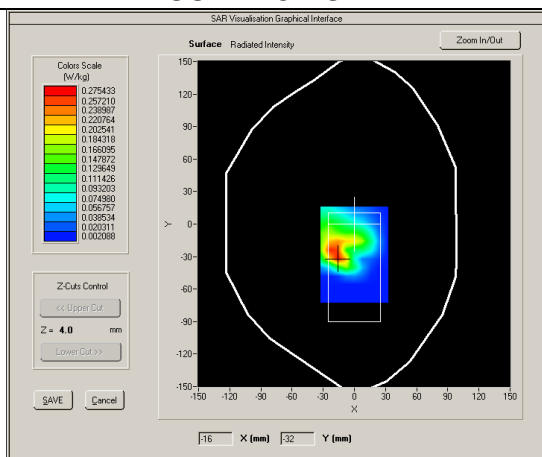 SAR Visualisation Graphical Interface
Surface Radiated Intensity
Zoom In/Out
Colors Scale
(W/kg)
0.275433
0.257210
0.238987
0.220764
0.202541
0.184318
0.166095
0.147872
0.129649
0.111426
0.093203
0.074980
0.056757
0.038534
0.020311
0.002088
Z-Cuts Control
<< Upper Cut
Z = 4.0 mm
Lower Cut >>
SAVE Cancel
150
120
90
60
30
0
-30
-60
-90
-120
-150
Y
-150 -120 -90 -60 -30 0 30 60 90 120 150
X
-16 X (mm) -32 Y (mm)